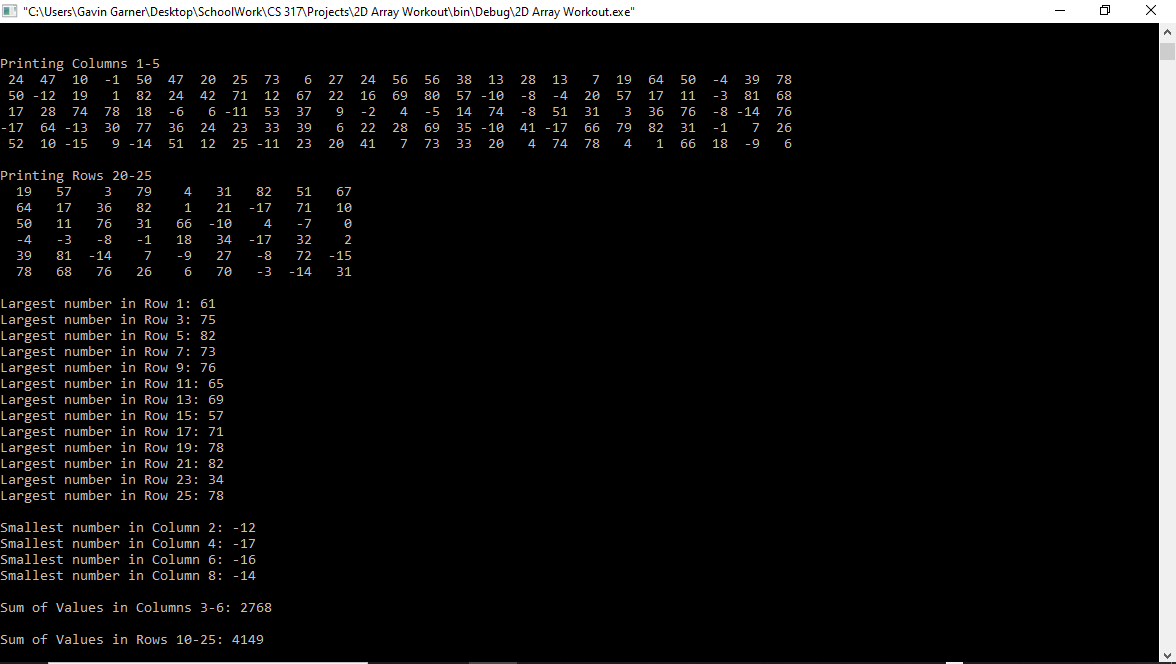 "C:\Users\Gavin Garner\Desktop\SchoolWork\CS 317\Projects\2D Array Workout\bin\Debug\2D Array Workout.exe"
Printing Columns 1-5
 24  47  10  -1  50  47  20  25  73   6  27  24  56  56  38  13  28  13   7  19  64  50  -4  39  78
 50 -12  19   1  82  24  42  71  12  67  22  16  69  80  57 -10  -8  -4  20  57  17  11  -3  81  68
 17  28  74  78  18  -6   6 -11  53  37   9  -2   4  -5  14  74  -8  51  31   3  36  76  -8 -14  76
-17  64 -13  30  77  36  24  23  33  39   6  22  28  69  35 -10  41 -17  66  79  82  31  -1   7  26
 52  10 -15   9 -14  51  12  25 -11  23  20  41   7  73  33  20   4  74  78   4   1  66  18  -9   6
Printing Rows 20-25
  19   57    3   79    4   31   82   51   67
  64   17   36   82    1   21  -17   71   10
  50   11   76   31   66  -10    4   -7    0
  -4   -3   -8   -1   18   34  -17   32    2
  39   81  -14    7   -9   27   -8   72  -15
  78   68   76   26    6   70   -3  -14   31
Largest number in Row 1: 61
Largest number in Row 3: 75
Largest number in Row 5: 82
Largest number in Row 7: 73
Largest number in Row 9: 76
Largest number in Row 11: 65
Largest number in Row 13: 69
Largest number in Row 15: 57
Largest number in Row 17: 71
Largest number in Row 19: 78
Largest number in Row 21: 82
Largest number in Row 23: 34
Largest number in Row 25: 78
Smallest number in Column 2: -12
Smallest number in Column 4: -17
Smallest number in Column 6: -16
Smallest number in Column 8: -14
Sum of Values in Columns 3-6: 2768
Sum of Values in Rows 10-25: 4149